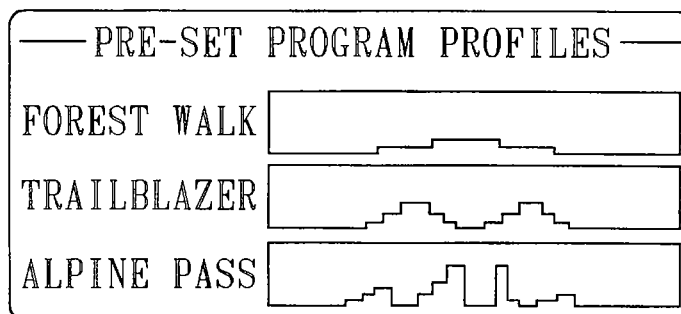 PRE-SET PROGRAM PROFILES
FOREST WALK
TRAILBLAZER
ALPINE PASS